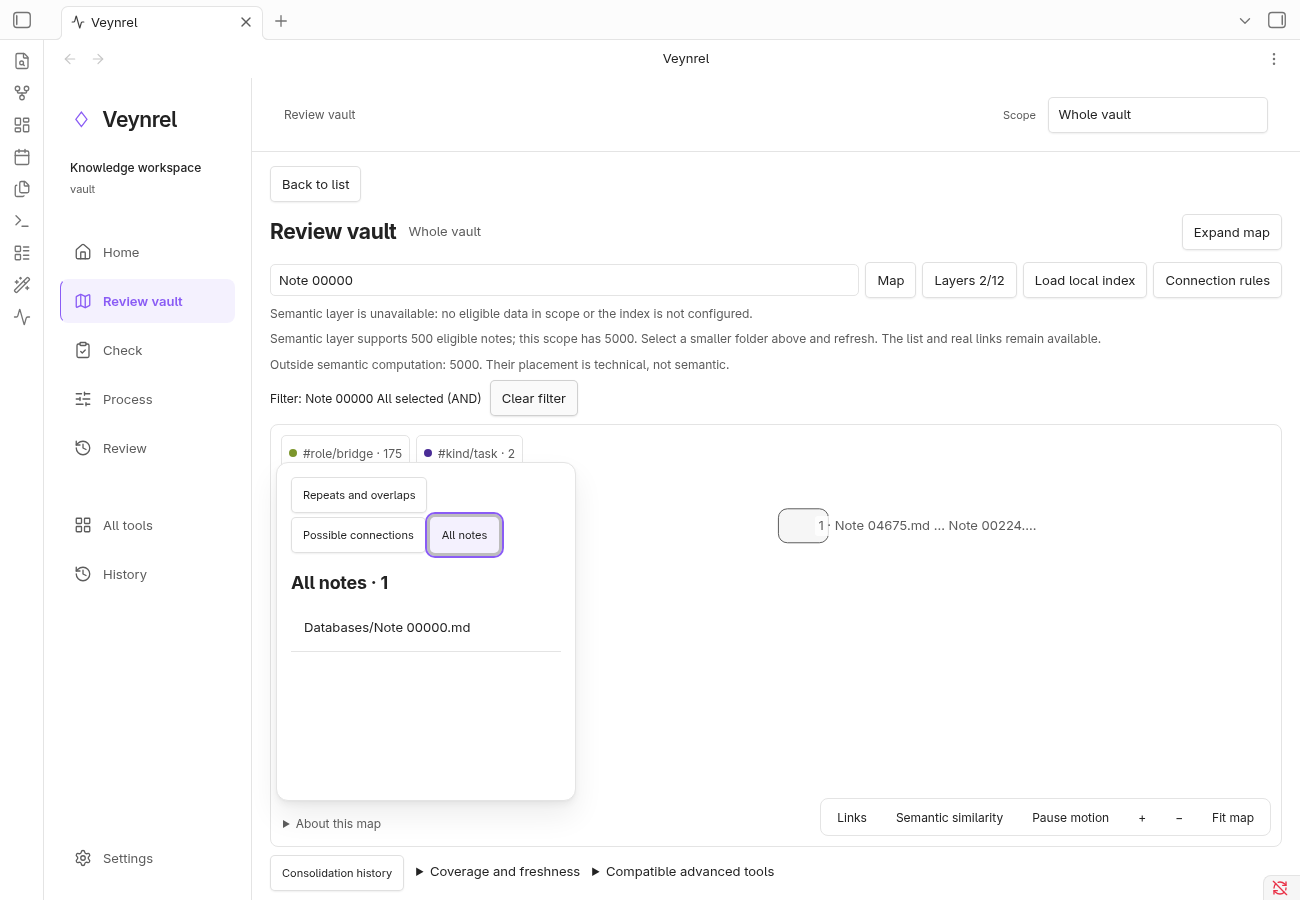 Veynrel
Veynrel
Veynrel
Knowledge workspace
vault
Home
Review vault
Check
Process
Review
All tools
History
Settings
Review vault
Scope
Whole vault
Back to list
Review vault Whole vault
Expand map
Note 00000
Map
Layers 2/12
Load local index
Connection rules
Semantic layer is unavailable: no eligible data in scope or the index is not configured.
Semantic layer supports 500 eligible notes; this scope has 5000. Select a smaller folder above and refresh. The list and real links remain available.
Outside semantic computation: 5000. Their placement is technical, not semantic.
Filter: Note 00000 All selected (AND)
Clear filter
#role/bridge · 175
#kind/task · 2
Repeats and overlaps
Possible connections
All notes
All notes · 1
Databases/Note 00000.md
1 · Note 04675.md ... Note 00224....
About this map
Links
Semantic similarity
Pause motion
+
−
Fit map
Consolidation history
Coverage and freshness
Compatible advanced tools